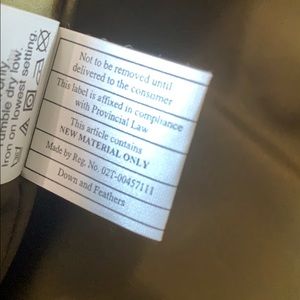 only.
tumble dry.
Iron on lowest setting.
Not to be removed until
delivered to the consumer
This label is affixed in compliance
with Provincial Law
This article contains
NEW MATERIAL ONLY
Made by Reg. No. 02T-00457111
Down and Feathers